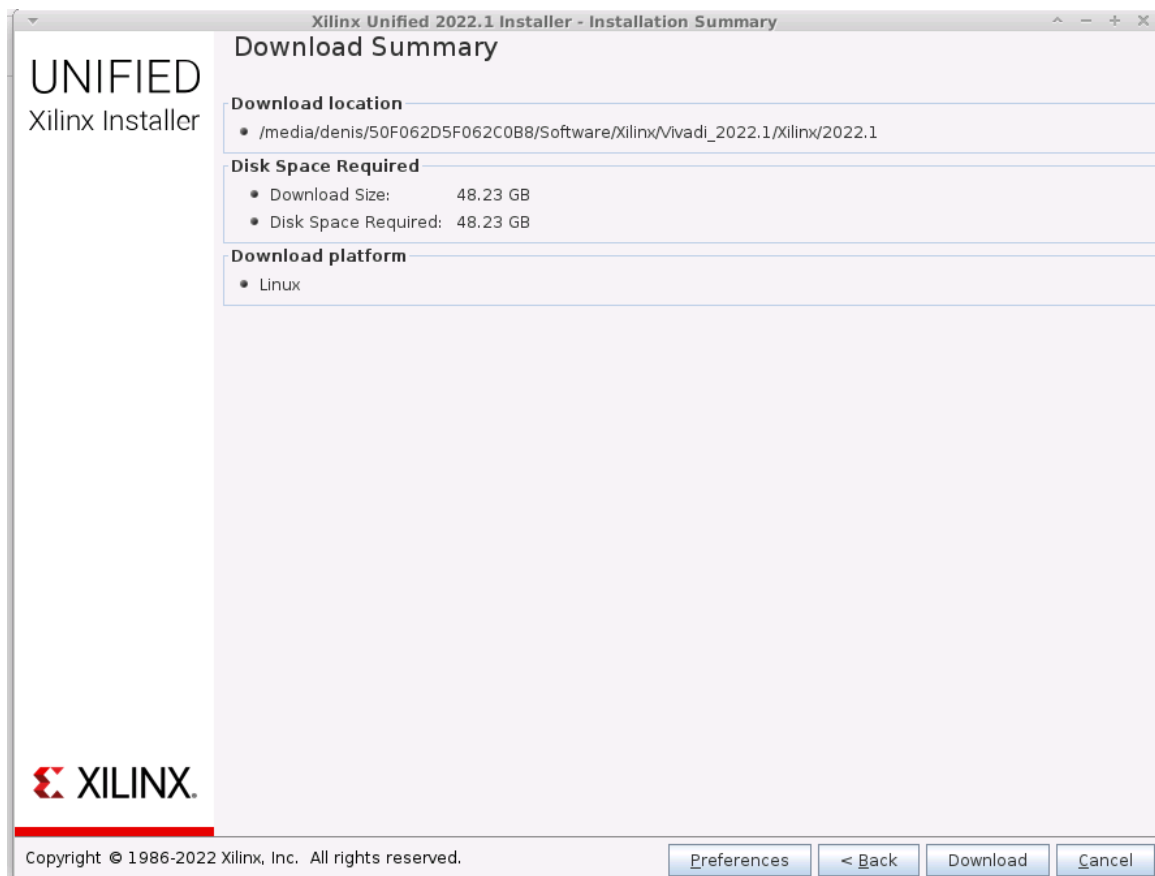 Xilinx Unified 2022.1 Installer - Installation Summary
UNIFIED
Xilinx Installer
Download Summary
Download location
/media/denis/50F062D5F062C0B8/Software/Xilinx/Vivadi_2022.1/Xilinx/2022.1
Disk Space Required
Download Size: 48.23 GB
Disk Space Required: 48.23 GB
Download platform
Linux
XILINX.
Copyright © 1986-2022 Xilinx, Inc. All rights reserved.
Preferences < Back Download Cancel